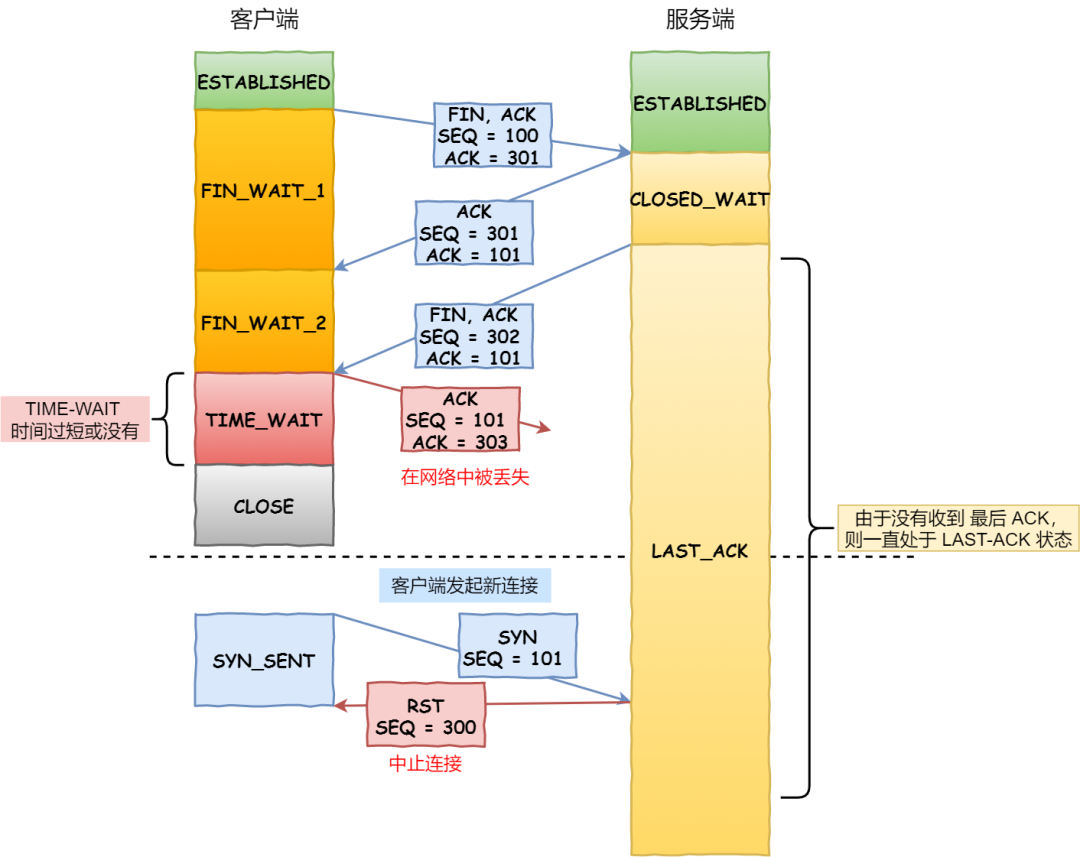 客户端
服务端
ESTABLISHED
ESTABLISHED
FIN, ACK
SEQ = 100
ACK = 301
FIN_WAIT_1
CLOSED_WAIT
ACK
SEQ = 301
ACK = 101
FIN_WAIT_2
FIN, ACK
SEQ = 302
ACK = 101
TIME-WAIT
时间过短或没有
TIME_WAIT
ACK
SEQ = 101
ACK = 303
在网络中被丢失
CLOSE
LAST_ACK
由于没有收到 最后 ACK，
则一直处于 LAST-ACK 状态
客户端发起新连接
SYN_SENT
SYN
SEQ = 101
RST
SEQ = 300
中止连接